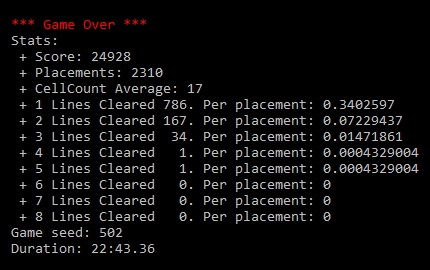 *** Game Over ***
Stats:
+ Score: 24928
+ Placements: 2310
+ CellCount Average: 17
+ 1 Lines Cleared 786. Per placement: 0.3402597
+ 2 Lines Cleared 167. Per placement: 0.07229437
+ 3 Lines Cleared  34. Per placement: 0.01471861
+ 4 Lines Cleared   1. Per placement: 0.0004329004
+ 5 Lines Cleared   1. Per placement: 0.0004329004
+ 6 Lines Cleared   0. Per placement: 0
+ 7 Lines Cleared   0. Per placement: 0
+ 8 Lines Cleared   0. Per placement: 0
Game seed: 502
Duration: 22:43.36